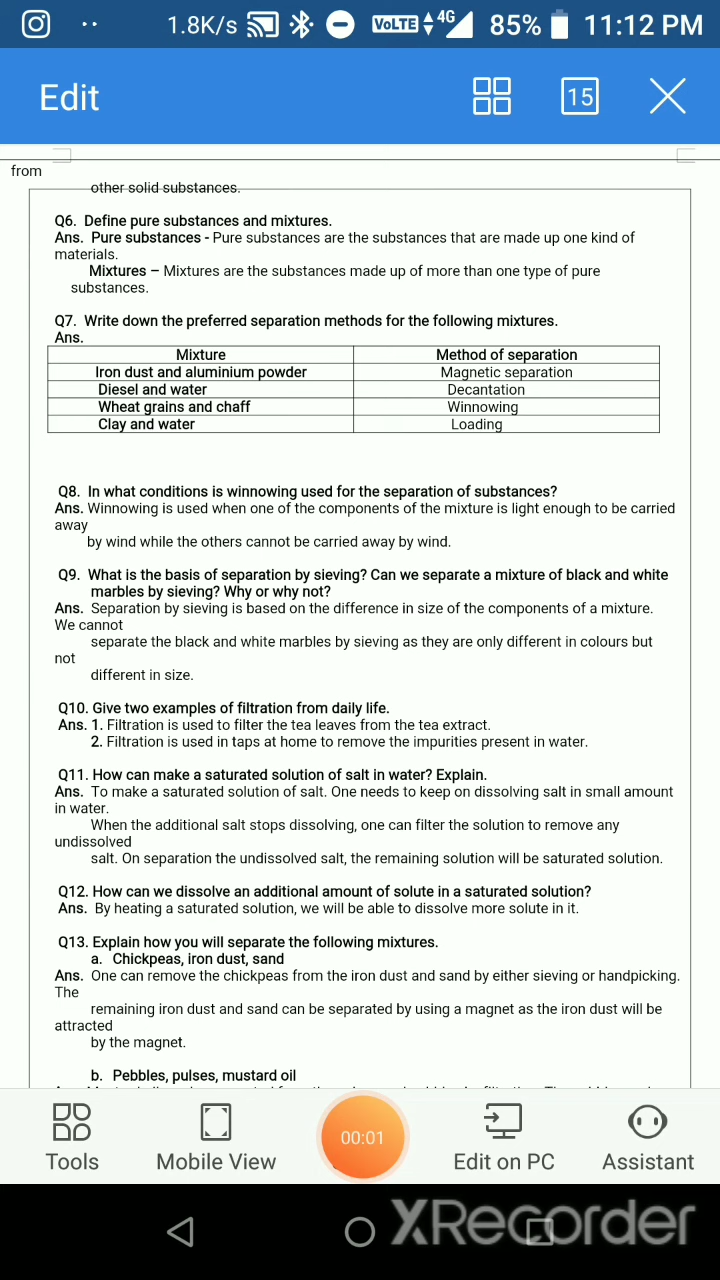 1.8K/s VoLTE 4G 85% 11:12 PM
Edit 15
from
other solid substances.
Q6. Define pure substances and mixtures.
Ans. Pure substances - Pure substances are the substances that are made up one kind of
materials.
Mixtures – Mixtures are the substances made up of more than one type of pure
substances.
Q7. Write down the preferred separation methods for the following mixtures.
Ans.
Mixture Method of separation
Iron dust and aluminium powder Magnetic separation
Diesel and water Decantation
Wheat grains and chaff Winnowing
Clay and water Loading
Q8. In what conditions is winnowing used for the separation of substances?
Ans. Winnowing is used when one of the components of the mixture is light enough to be carried
away
by wind while the others cannot be carried away by wind.
Q9. What is the basis of separation by sieving? Can we separate a mixture of black and white
marbles by sieving? Why or why not?
Ans. Separation by sieving is based on the difference in size of the components of a mixture.
We cannot
separate the black and white marbles by sieving as they are only different in colours but
not
different in size.
Q10. Give two examples of filtration from daily life.
Ans. 1. Filtration is used to filter the tea leaves from the tea extract.
2. Filtration is used in taps at home to remove the impurities present in water.
Q11. How can make a saturated solution of salt in water? Explain.
Ans. To make a saturated solution of salt. One needs to keep on dissolving salt in small amount
in water.
When the additional salt stops dissolving, one can filter the solution to remove any
undissolved
salt. On separation the undissolved salt, the remaining solution will be saturated solution.
Q12. How can we dissolve an additional amount of solute in a saturated solution?
Ans. By heating a saturated solution, we will be able to dissolve more solute in it.
Q13. Explain how you will separate the following mixtures.
a. Chickpeas, iron dust, sand
Ans. One can remove the chickpeas from the iron dust and sand by either sieving or handpicking.
The
remaining iron dust and sand can be separated by using a magnet as the iron dust will be
attracted
by the magnet.
b. Pebbles, pulses, mustard oil
00:01
Tools Mobile View Edit on PC Assistant
XRecorder